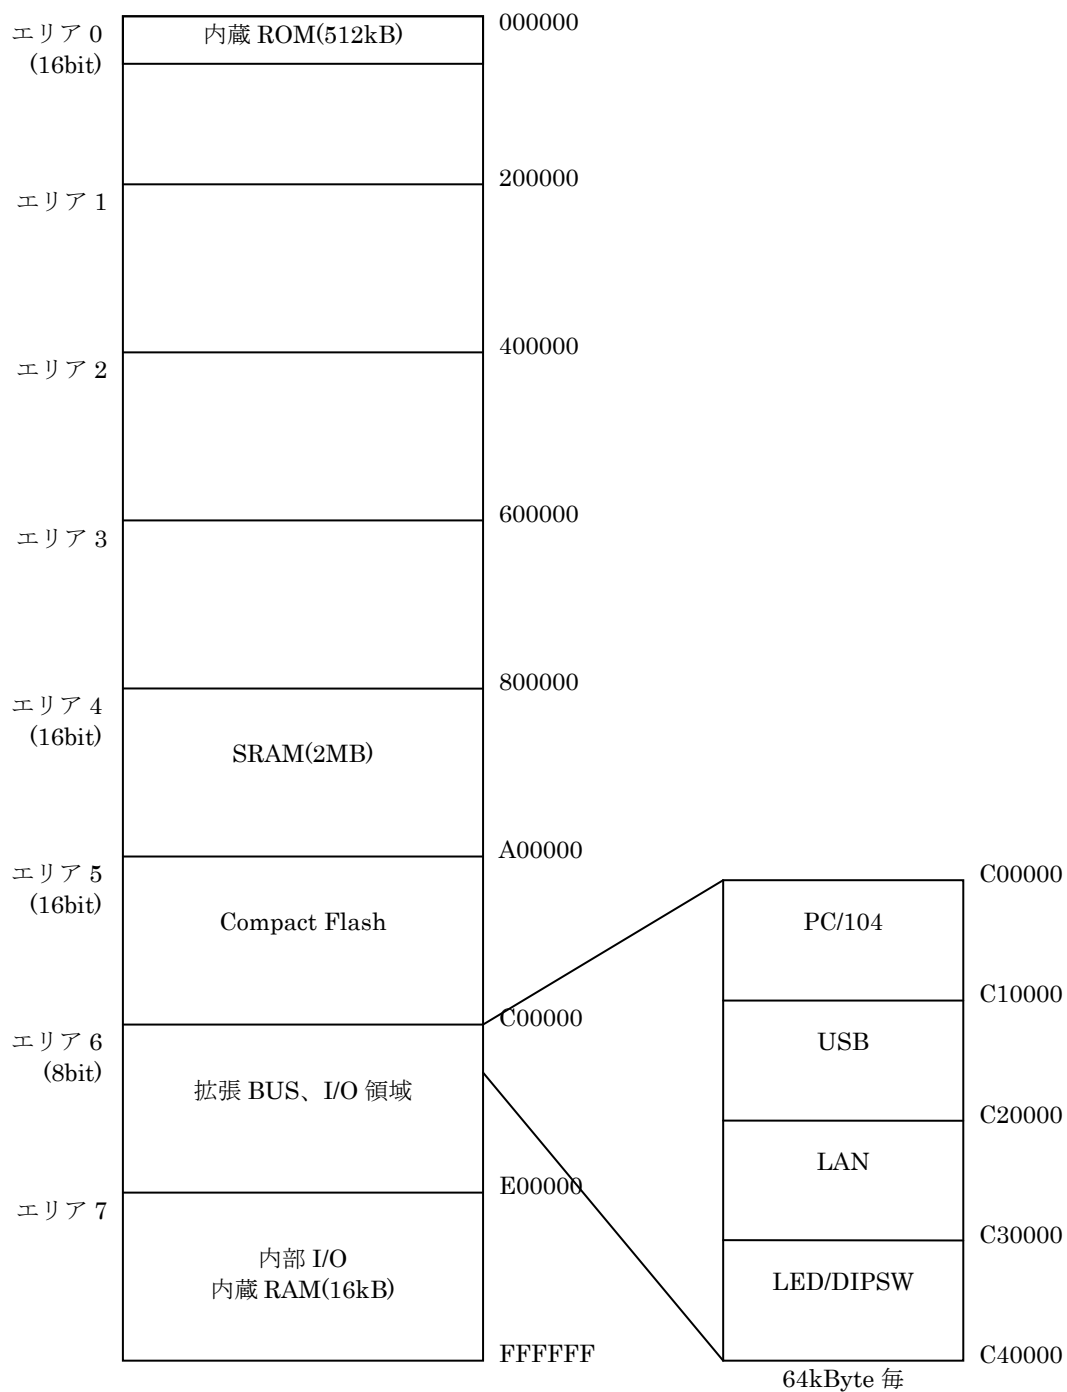 エリア 0
(16bit)
内蔵 ROM(512kB)
000000
200000
エリア 1
400000
エリア 2
600000
エリア 3
800000
エリア 4
(16bit)
SRAM(2MB)
A00000
エリア 5
(16bit)
Compact Flash
C00000
エリア 6
(8bit)
拡張 BUS、I/O 領域
E00000
エリア 7
内部 I/O
内蔵 RAM(16kB)
FFFFFF
C00000
PC/104
C10000
USB
C20000
LAN
C30000
LED/DIPSW
C40000
64kByte 毎